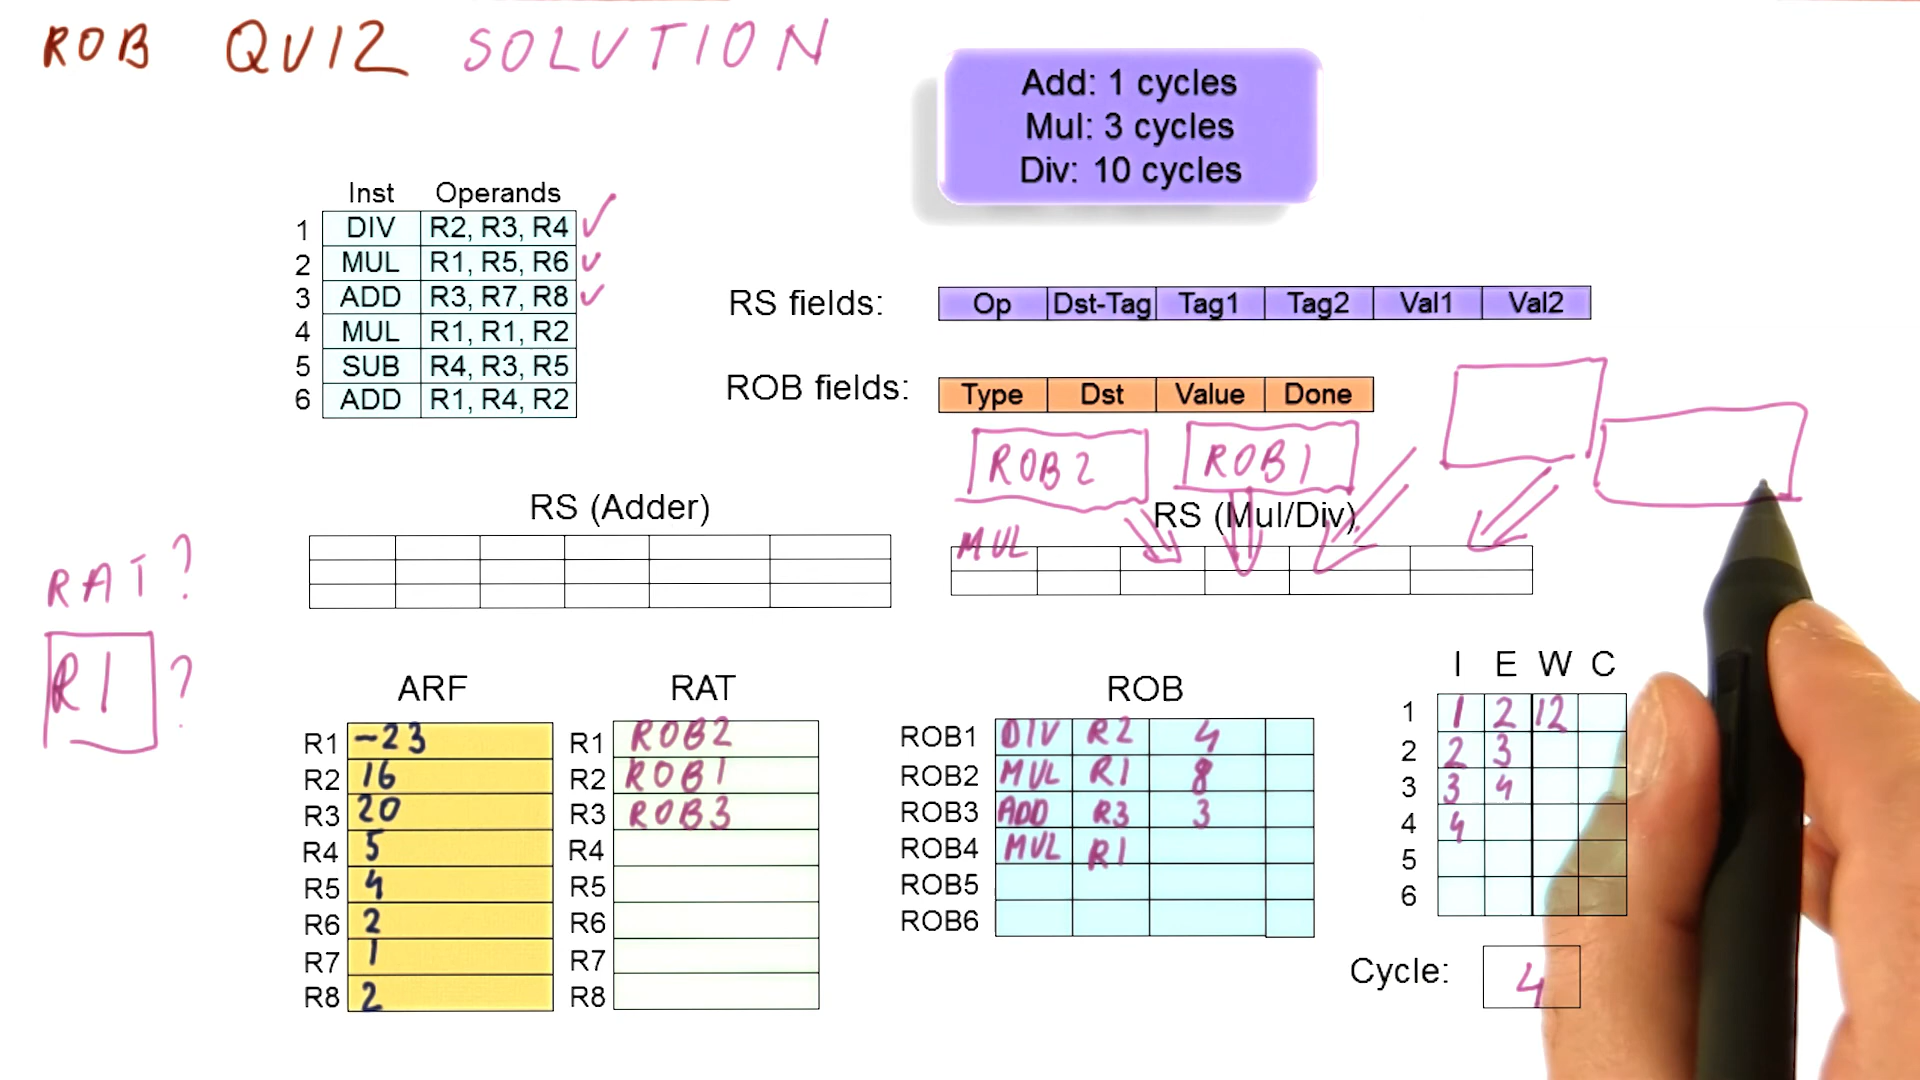 ROB QUIZ SOLUTION
Add: 1 cycles
Mul: 3 cycles
Div: 10 cycles
Inst Operands
1 DIV R2, R3, R4 ✓
2 MUL R1, R5, R6 ✓
3 ADD R3, R7, R8 ✓
4 MUL R1, R1, R2
5 SUB R4, R3, R5
6 ADD R1, R4, R2
RS fields: Op Dst-Tag Tag1 Tag2 Val1 Val2
ROB fields: Type Dst Value Done
ROB2 ROB1
RS (Adder)
RS (Mul/Div)
MUL
RAT?
R1?
ARF
R1 -23
R2 16
R3 20
R4 5
R5 4
R6 2
R7 1
R8 2
RAT
R1 ROB2
R2 ROB1
R3 ROB3
R4
R5
R6
R7
R8
ROB
ROB1 DIV R2 4
ROB2 MUL R1 8
ROB3 ADD R3 3
ROB4 MUL R1
ROB5
ROB6
I E W C
1 1 2 12
2 2 3
3 3 4
4 4
5
6
Cycle: 4